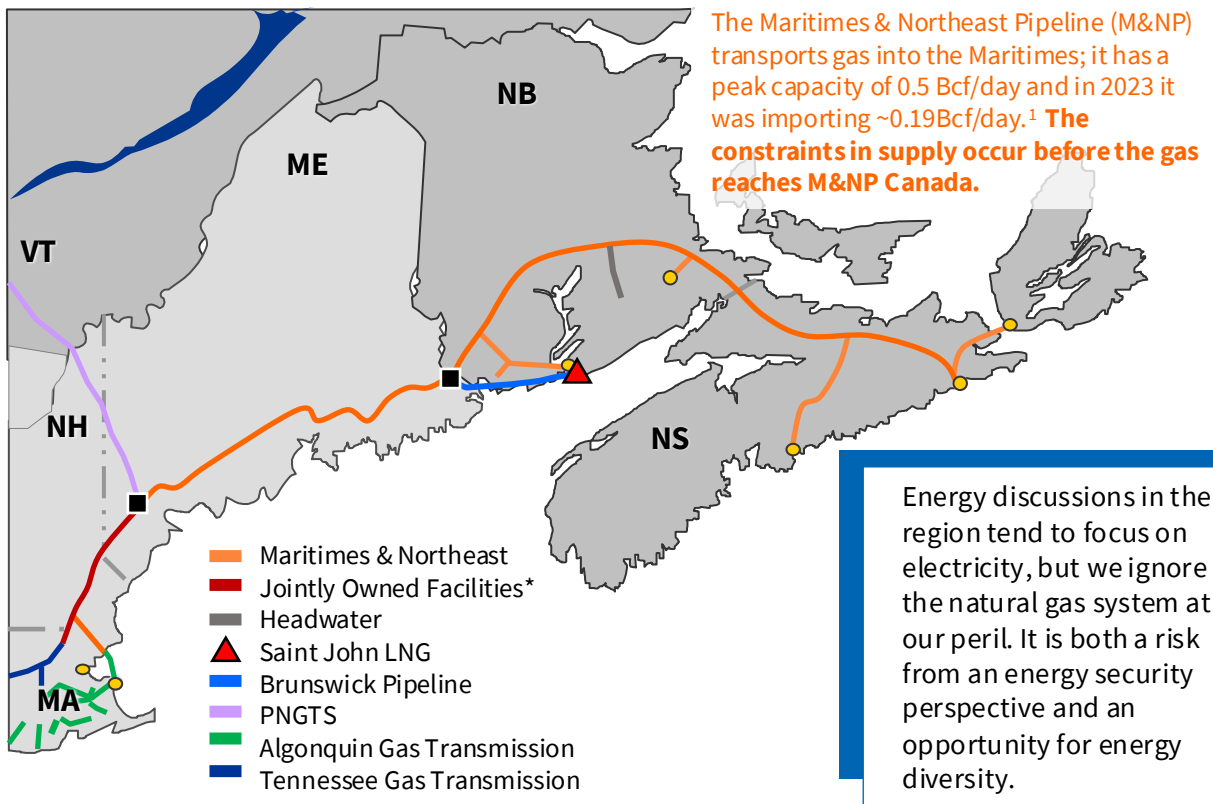 The Maritimes & Northeast Pipeline (M&NP)
transports gas into the Maritimes; it has a
peak capacity of 0.5 Bcf/day and in 2023 it
was importing ~0.19Bcf/day.¹ The
constraints in supply occur before the gas
reaches M&NP Canada.
NB
ME
VT
NH
NS
MA
Maritimes & Northeast
Jointly Owned Facilities*
Headwater
Saint John LNG
Brunswick Pipeline
PNGTS
Algonquin Gas Transmission
Tennessee Gas Transmission
Energy discussions in the
region tend to focus on
electricity, but we ignore
the natural gas system at
our peril. It is both a risk
from an energy security
perspective and an
opportunity for energy
diversity.